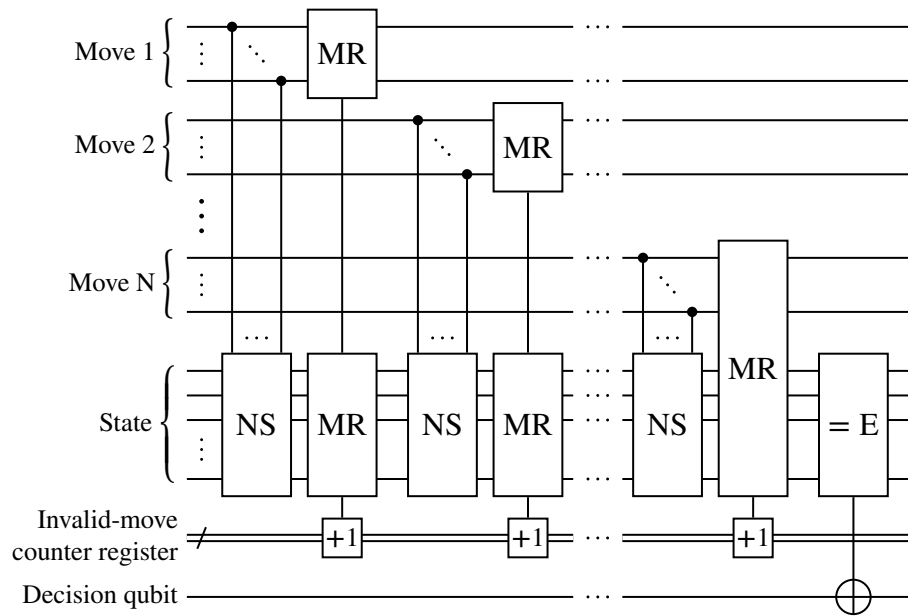 Move 1
MR
Move 2
MR
Move N
MR
State
NS
MR
NS
MR
NS
= E
Invalid-move
counter register
+1
+1
+1
Decision qubit